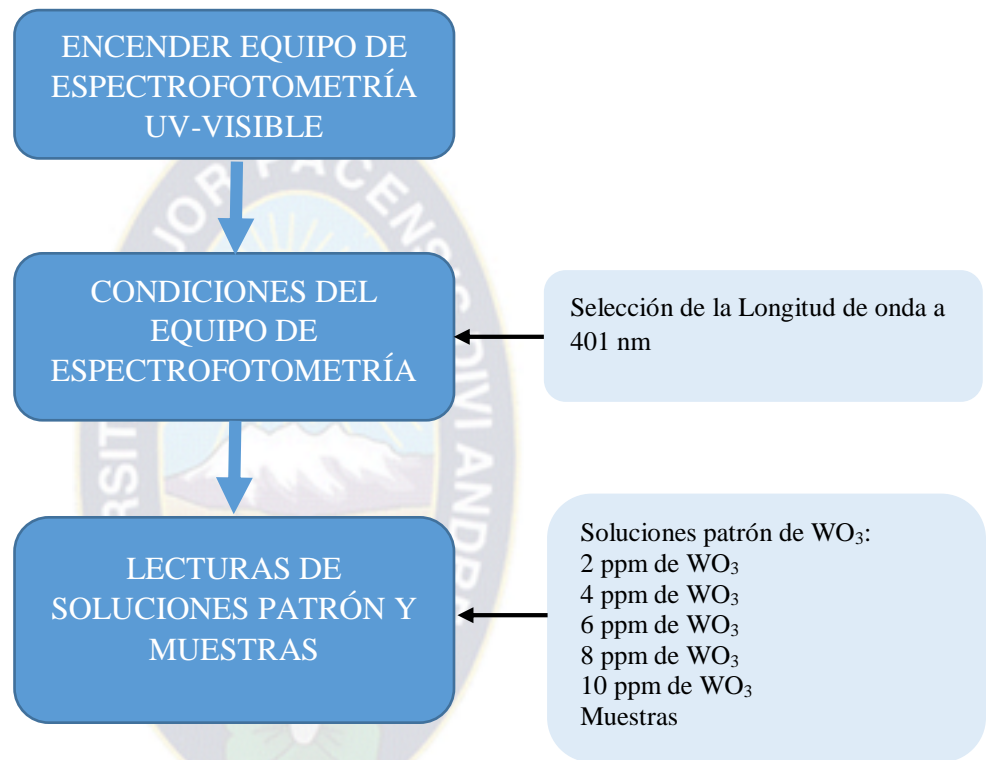 ENCENDER EQUIPO DE
ESPECTROFOTOMETRÍA
UV-VISIBLE
CONDICIONES DEL
EQUIPO DE
ESPECTROFOTOMETRÍA
Selección de la Longitud de onda a
401 nm
LECTURAS DE
SOLUCIONES PATRÓN Y
MUESTRAS
Soluciones patrón de WO₃:
2 ppm de WO₃
4 ppm de WO₃
6 ppm de WO₃
8 ppm de WO₃
10 ppm de WO₃
Muestras